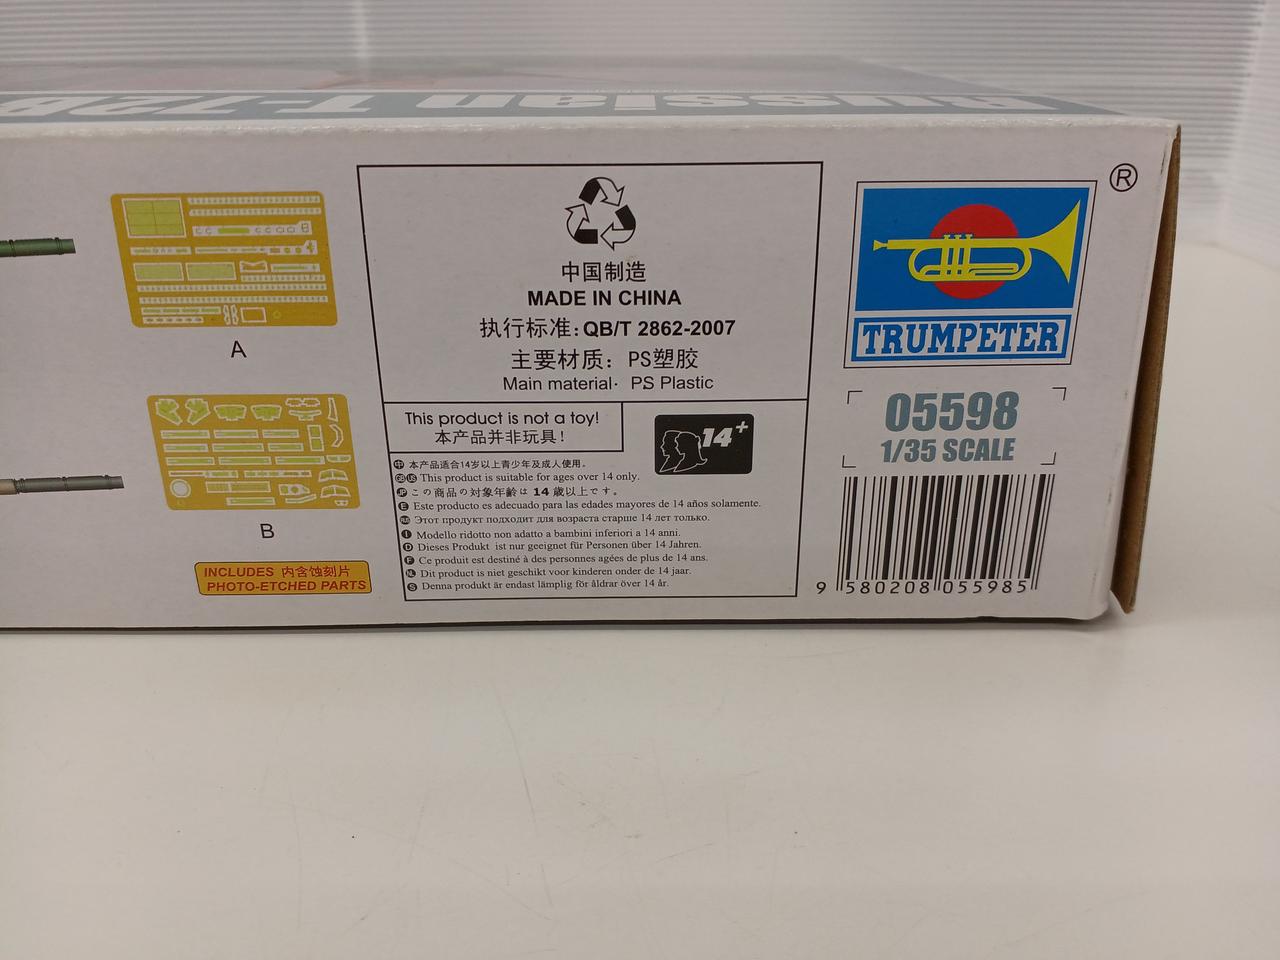 Russian T-72B
A
B
INCLUDES 内含蚀刻片
PHOTO-ETCHED PARTS
中国制造
MADE IN CHINA
执行标准: QB/T 2862-2007
主要材质: PS塑胶
Main material· PS Plastic
This product is not a toy!
本产品并非玩具!
14+
中 本产品适合14岁以上青少年及成人使用。
GB US This product is suitable for ages over 14 only.
JP この商品の対象年齢は 14 歳以上です。
E Este producto es adecuado para las edades mayores de 14 años solamente.
RUS Этот продукт подходит для возраста старше 14 лет только.
I Modello ridotto non adatto a bambini inferiori a 14 anni.
D Dieses Produkt ist nur geeignet für Personen über 14 Jahren.
F Ce produit est destiné à des personnes agées de plus de 14 ans.
NL Dit product is niet geschikt voor kinderen onder de 14 jaar.
S Denna produkt är endast lämplig för åldrar över 14 år.
®
TRUMPETER
05598
1/35 SCALE
9 580208 055985